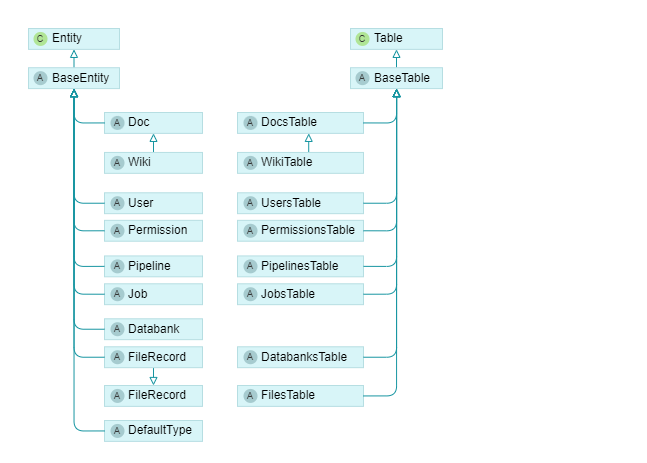 C Entity
C Table
A BaseEntity
A BaseTable
A Doc
A DocsTable
A Wiki
A WikiTable
A User
A UsersTable
A Permission
A PermissionsTable
A Pipeline
A PipelinesTable
A Job
A JobsTable
A Databank
A FileRecord
A DatabanksTable
A FileRecord
A FilesTable
A DefaultType